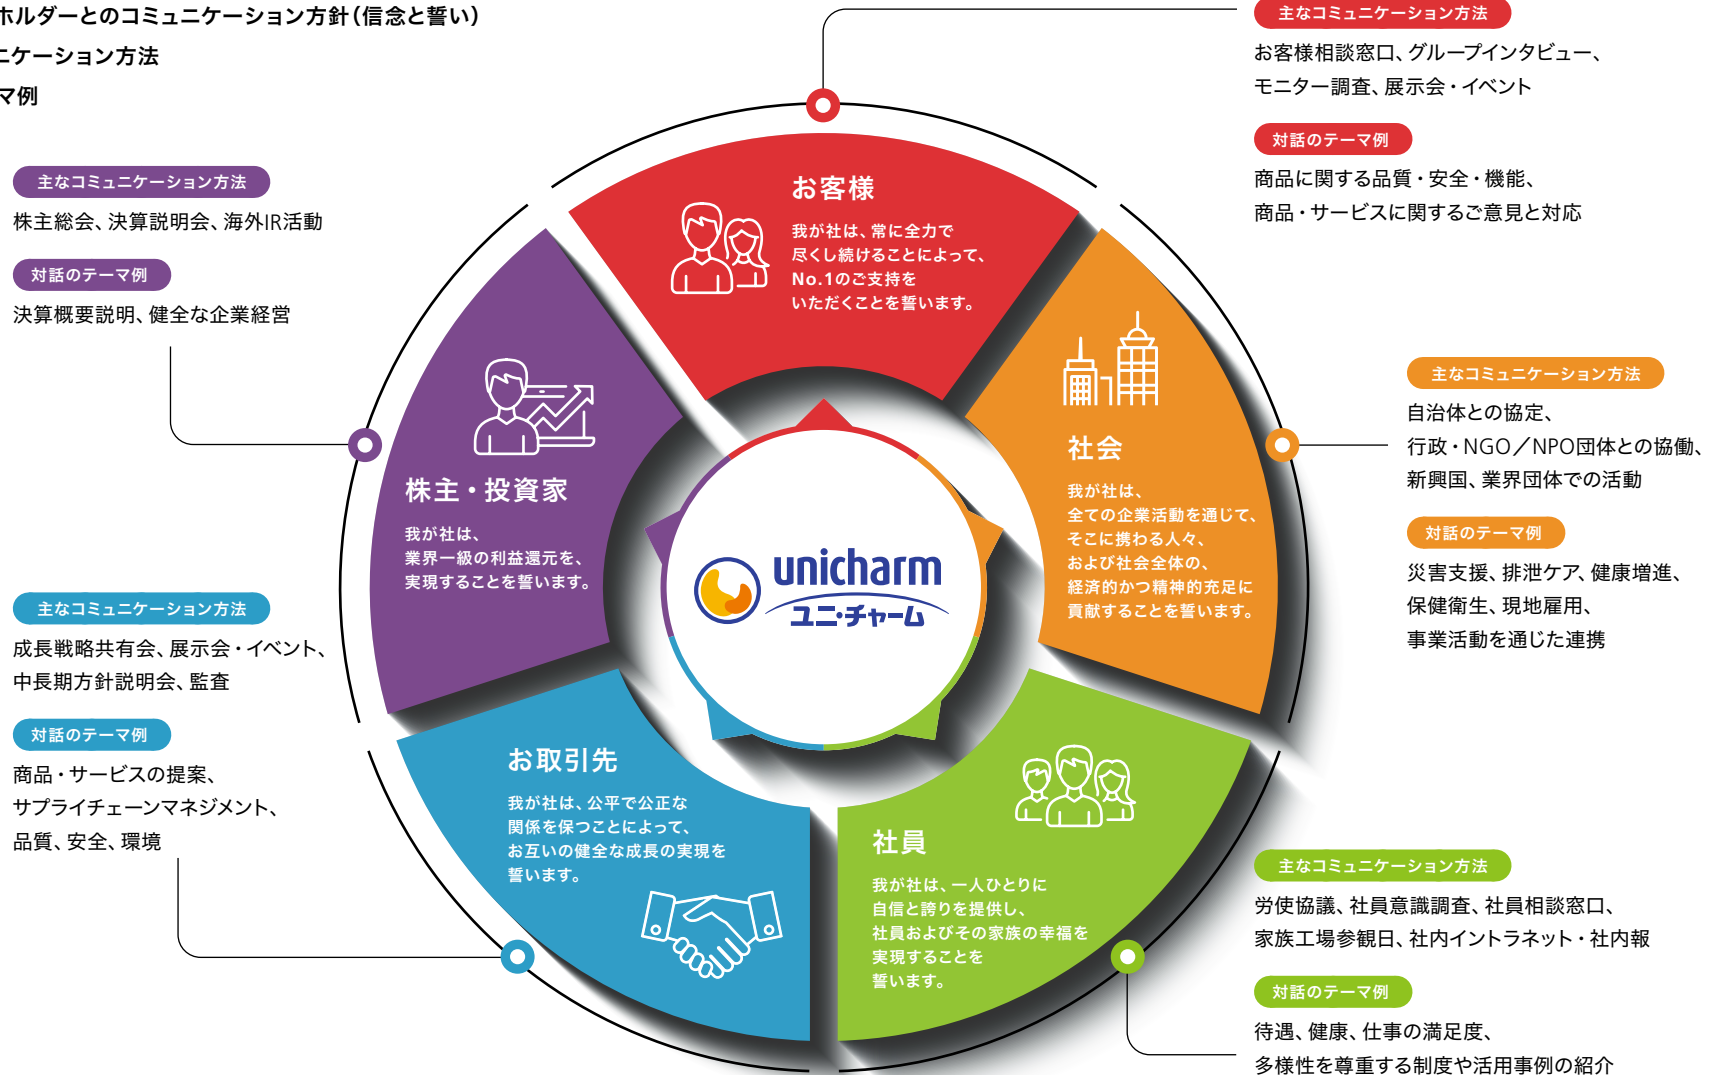 ホルダーとのコミュニケーション方針（信念と誓い）
ニケーション方法
マ例
主なコミュニケーション方法
お客様相談窓口、グループインタビュー、
モニター調査、展示会・イベント
対話のテーマ例
商品に関する品質・安全・機能、
商品・サービスに関するご意見と対応
主なコミュニケーション方法
株主総会、決算説明会、海外IR活動
対話のテーマ例
決算概要説明、健全な企業経営
お客様
我が社は、常に全力で
尽くし続けることによって、
No.1のご支持を
いただくことを誓います。
主なコミュニケーション方法
自治体との協定、
行政・NGO／NPO団体との協働、
新興国、業界団体での活動
対話のテーマ例
災害支援、排泄ケア、健康増進、
保健衛生、現地雇用、
事業活動を通じた連携
社会
我が社は、
全ての企業活動を通じて、
そこに携わる人々、
および社会全体の、
経済的かつ精神的充足に
貢献することを誓います。
株主・投資家
我が社は、
業界一級の利益還元を、
実現することを誓います。
unicharm
ユニ・チャーム
主なコミュニケーション方法
成長戦略共有会、展示会・イベント、
中長期方針説明会、監査
対話のテーマ例
商品・サービスの提案、
サプライチェーンマネジメント、
品質、安全、環境
お取引先
我が社は、公平で公正な
関係を保つことによって、
お互いの健全な成長の実現を
誓います。
社員
我が社は、一人ひとりに
自信と誇りを提供し、
社員およびその家族の幸福を
実現することを
誓います。
主なコミュニケーション方法
労使協議、社員意識調査、社員相談窓口、
家族工場参観日、社内イントラネット・社内報
対話のテーマ例
待遇、健康、仕事の満足度、
多様性を尊重する制度や活用事例の紹介